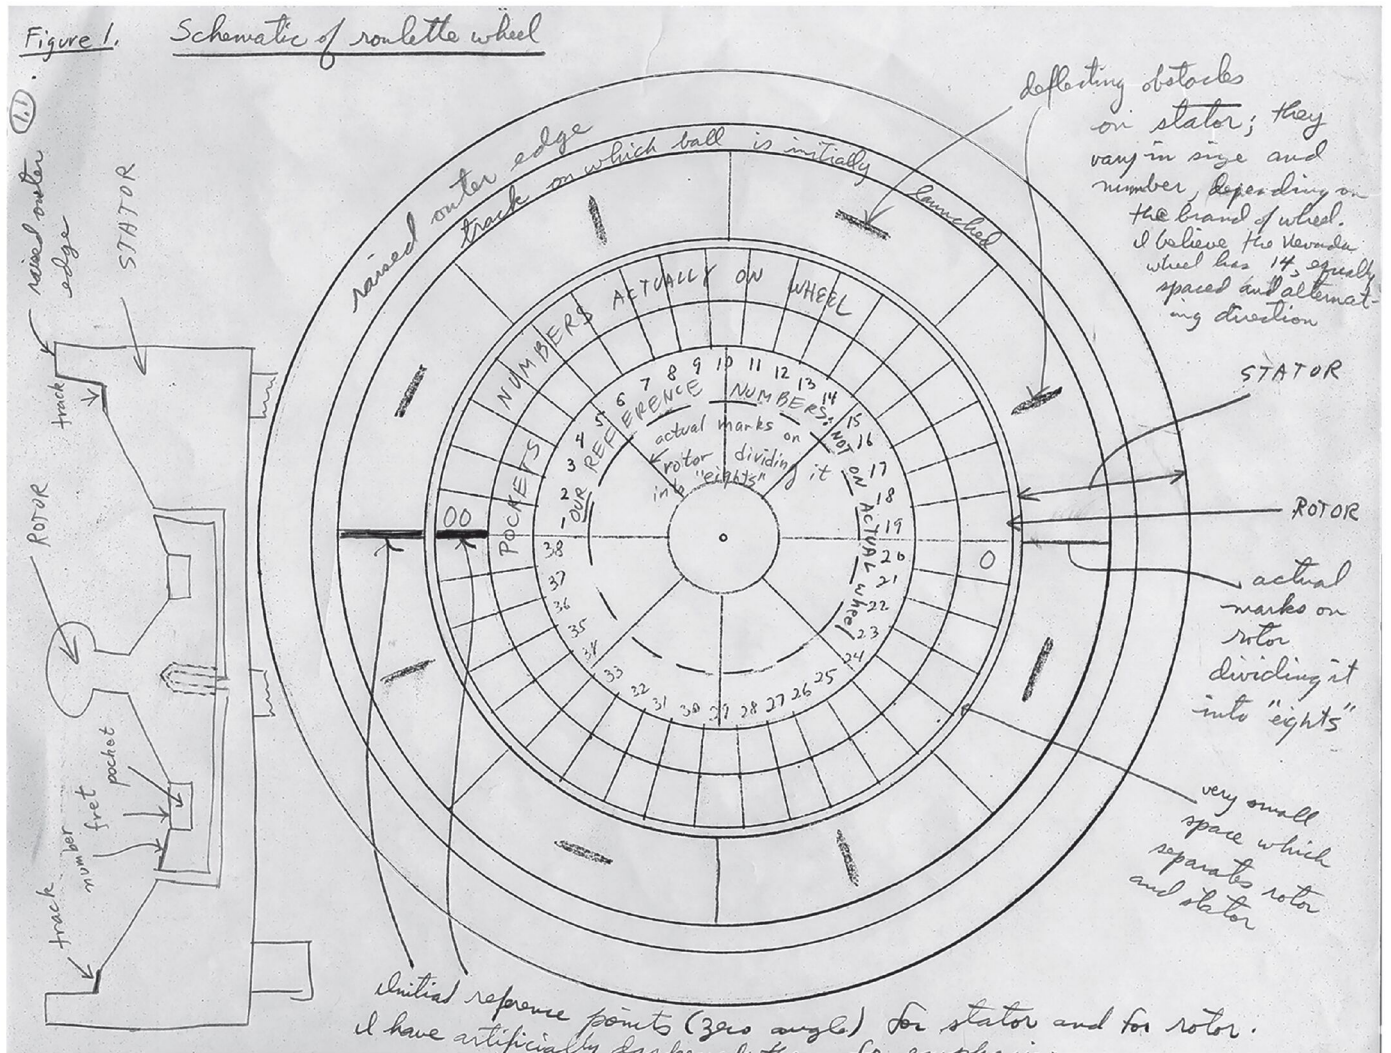 Figure 1. Schematic of roulette wheel
1.1
raised outer
edge
STATOR
track
ROTOR
pocket
fret
number
track
raised outer edge
track on which ball is initially launched
NUMBERS ACTUALLY ON WHEEL
POCKETS
00
0
1 2 3 4 5 6 7 8 9 10 11 12 13 14 15 16 17 18 19 20 21 22 23 24 25 26 27 28 29 30 31 32 33 34 35 36 37 38
OUR REFERENCE NUMBERS: NOT ON ACTUAL wheel
actual marks on
rotor dividing it
into "eights"
deflecting obstacles
on stator; they
vary in size and
number, depending on
the brand of wheel.
I believe the Nevada
wheel has 14, equally
spaced and alternat-
ing direction
STATOR
ROTOR
actual
marks on
rotor
dividing it
into "eights"
very small
space which
separates rotor
and stator
Initial reference points (zero angle) for stator and for rotor.
I have artificially